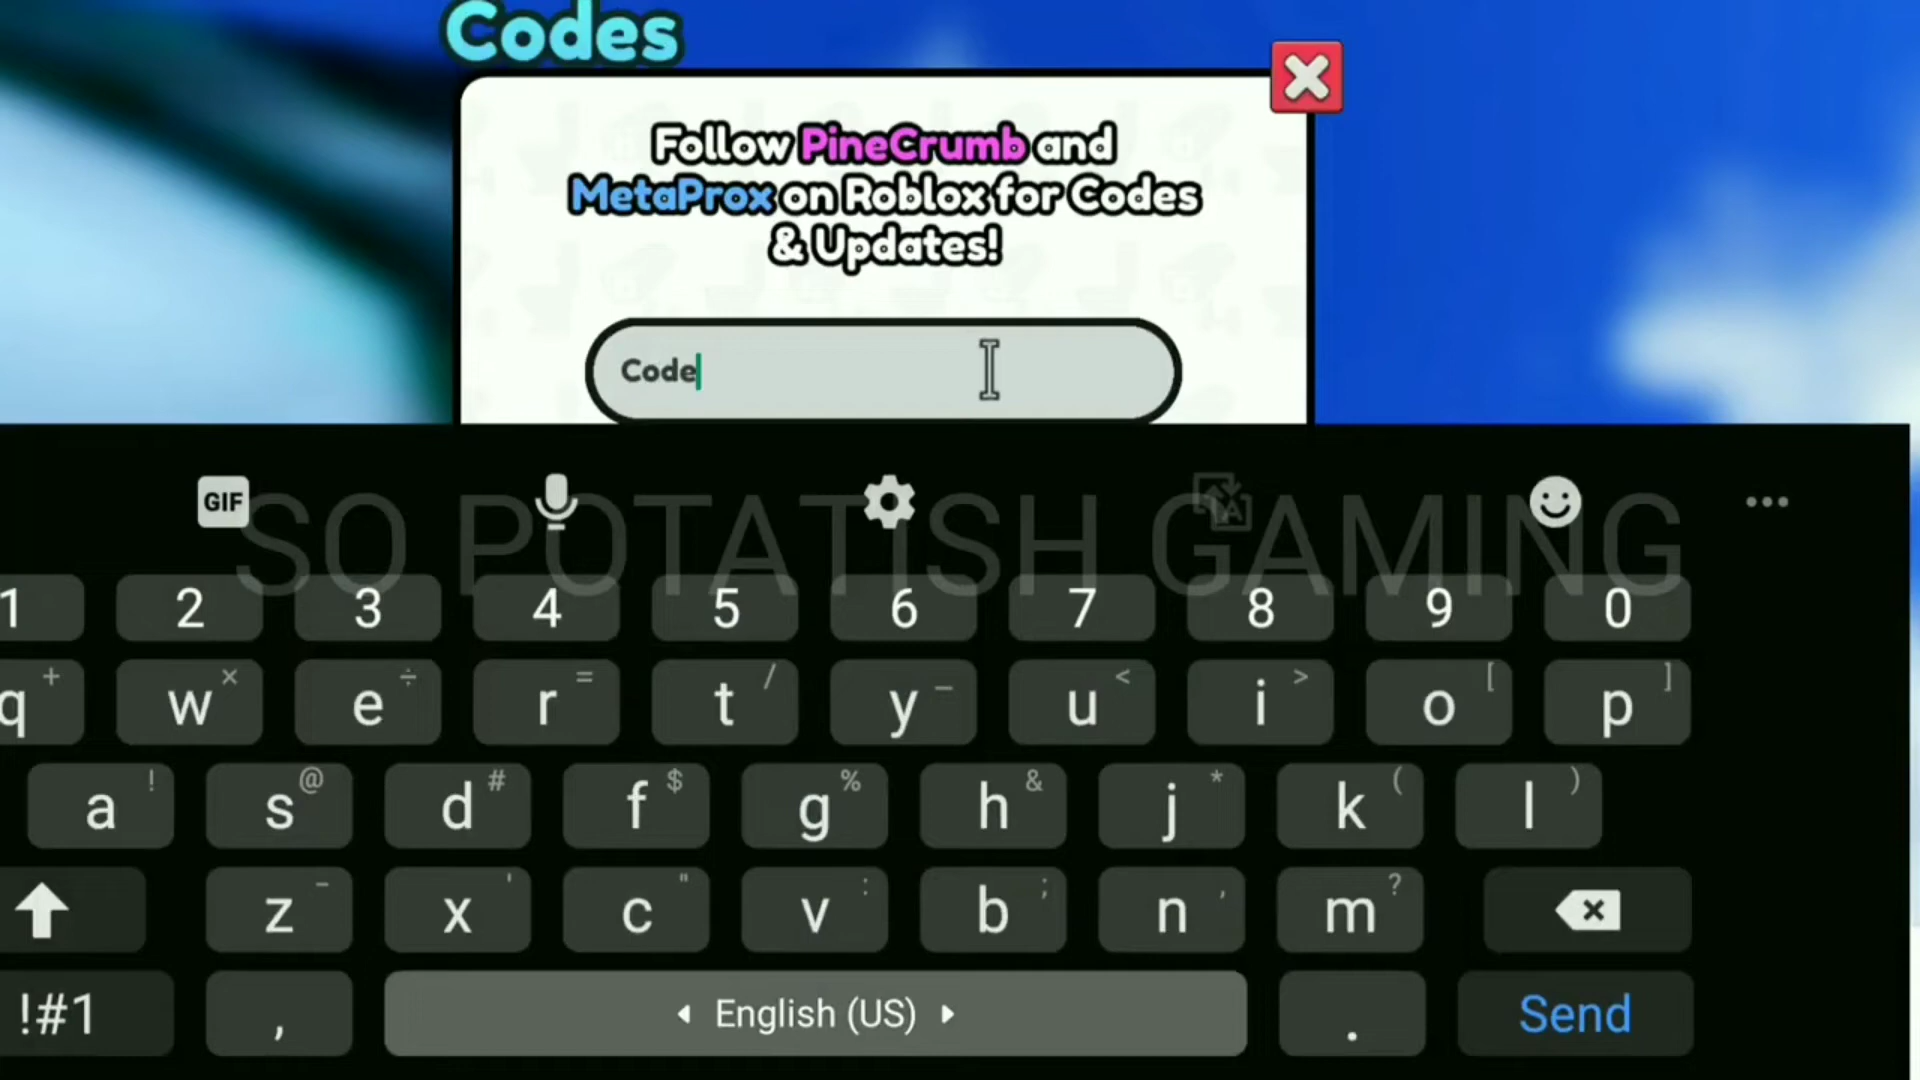 Codes
Follow PineCrumb and
MetaProx on Roblox for Codes
& Updates!
Code
GIF
SO POTATISH GAMING
1 2 3 4 5 6 7 8 9 0
q + w × e ÷ r = t / y _ u < i > o [ p ]
a ! s @ d # f $ g % h & j * k ( l )
z - x ' c " v : b ; n , m ?
!#1 , English (US) . Send